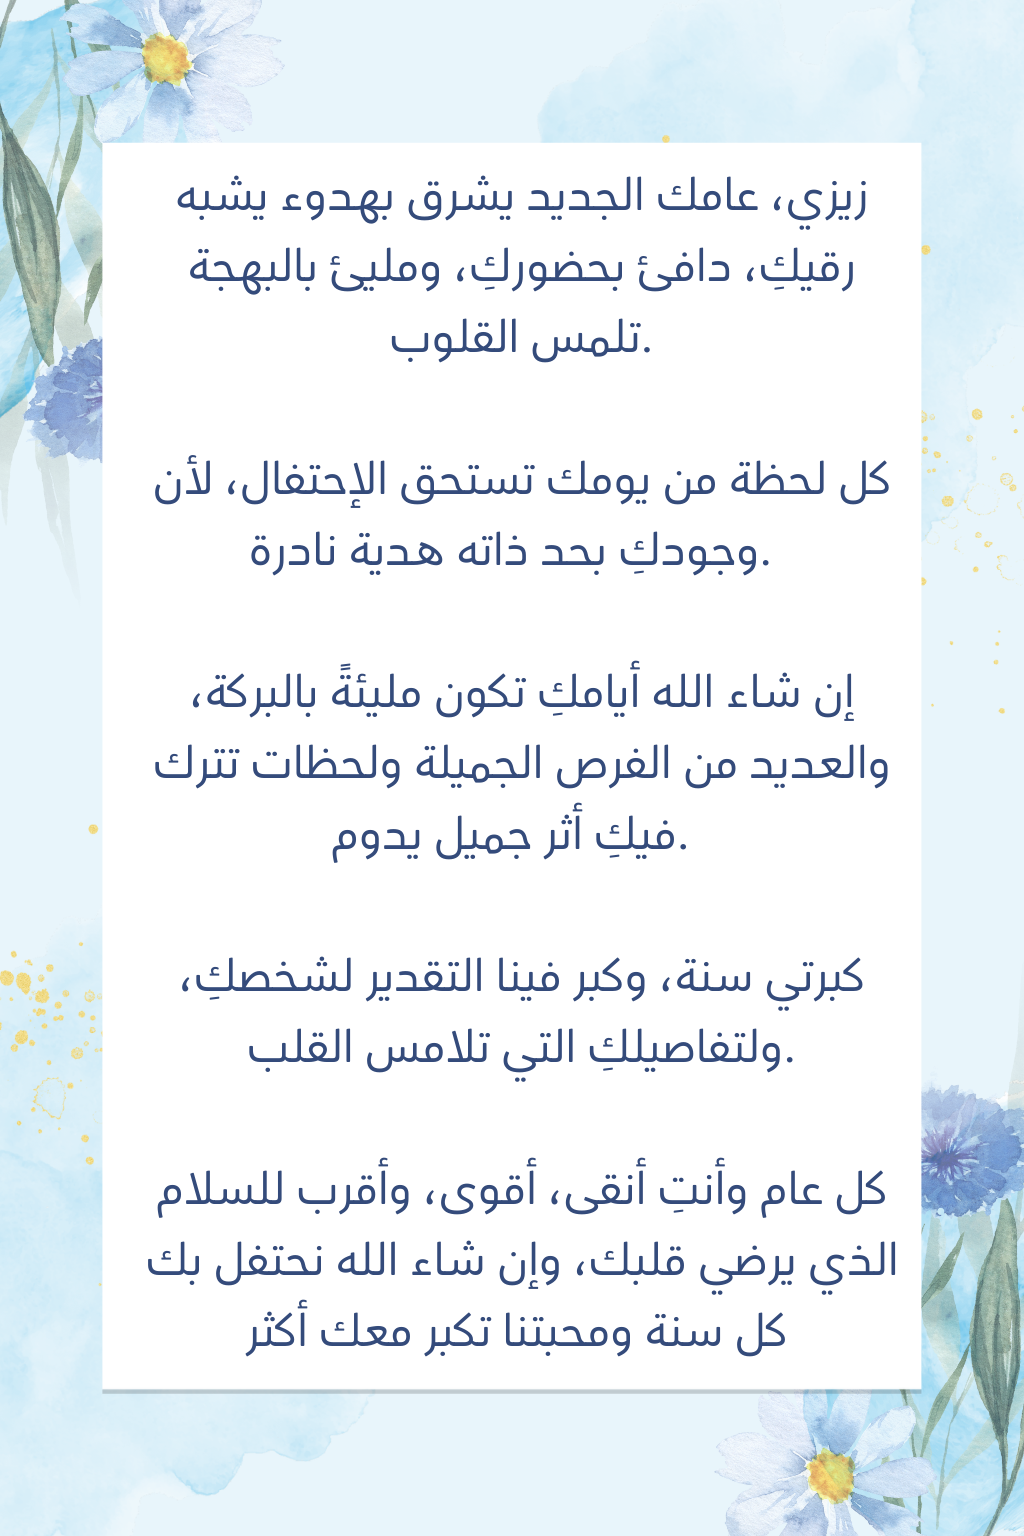 زيزي، عامك الجديد يشرق بهدوء يشبه
رقيكِ، دافئ بحضوركِ، ومليئ بالبهجة
تلمس القلوب.
كل لحظة من يومك تستحق الإحتفال، لأن
وجودكِ بحد ذاته هدية نادرة.
إن شاء الله أيامكِ تكون مليئةً بالبركة،
والعديد من الفرص الجميلة ولحظات تترك
فيكِ أثر جميل يدوم.
كبرتي سنة، وكبر فينا التقدير لشخصكِ،
ولتفاصيلكِ التي تلامس القلب.
كل عام وأنتِ أنقى، أقوى، وأقرب للسلام
الذي يرضي قلبك، وإن شاء الله نحتفل بك
كل سنة ومحبتنا تكبر معك أكثر